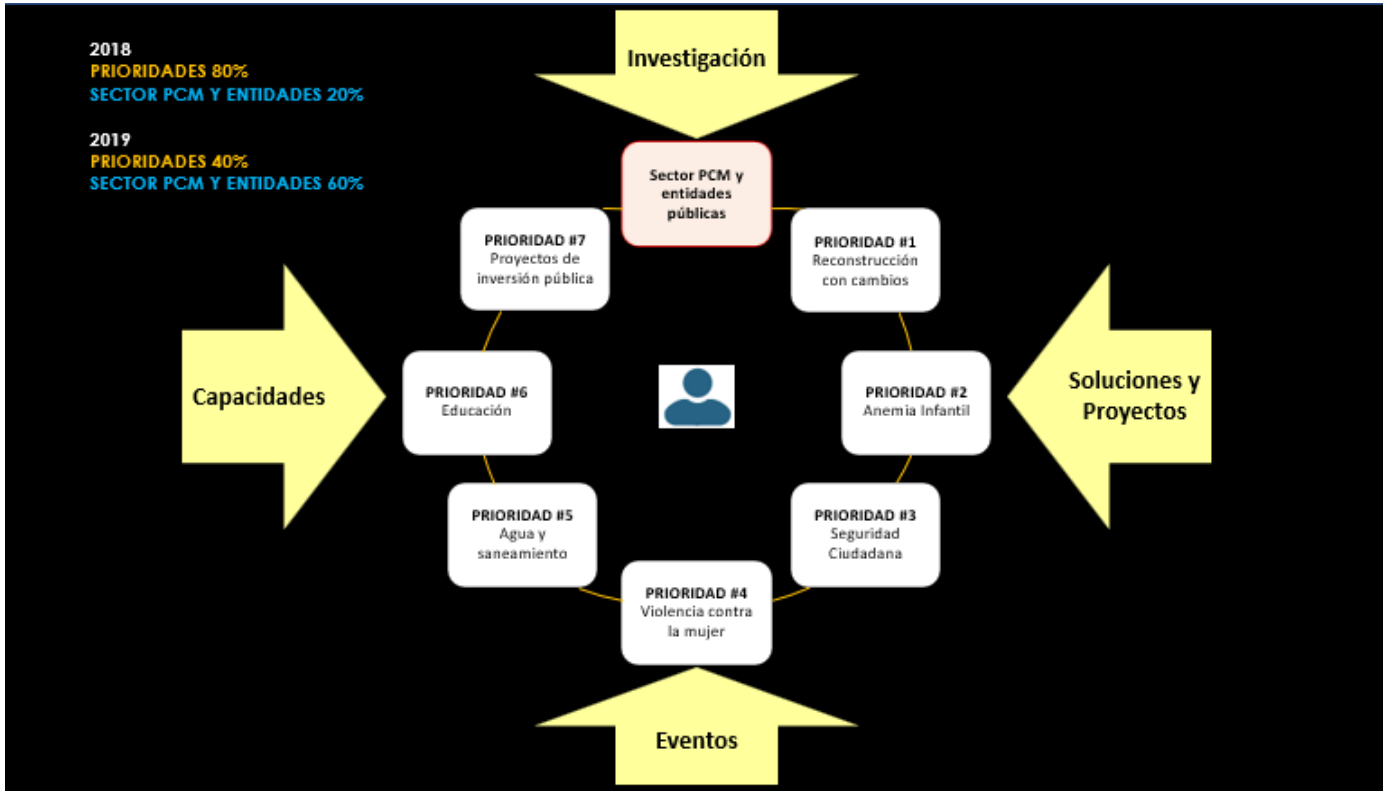 2018
PRIORIDADES 80%
SECTOR PCM Y ENTIDADES 20%
2019
PRIORIDADES 40%
SECTOR PCM Y ENTIDADES 60%
Investigación
Sector PCM y
entidades
públicas
PRIORIDAD #1
Reconstrucción
con cambios
PRIORIDAD #2
Anemia Infantil
PRIORIDAD #3
Seguridad
Ciudadana
PRIORIDAD #4
Violencia contra
la mujer
PRIORIDAD #5
Agua y
saneamiento
PRIORIDAD #6
Educación
PRIORIDAD #7
Proyectos de
inversión pública
Soluciones y
Proyectos
Eventos
Capacidades